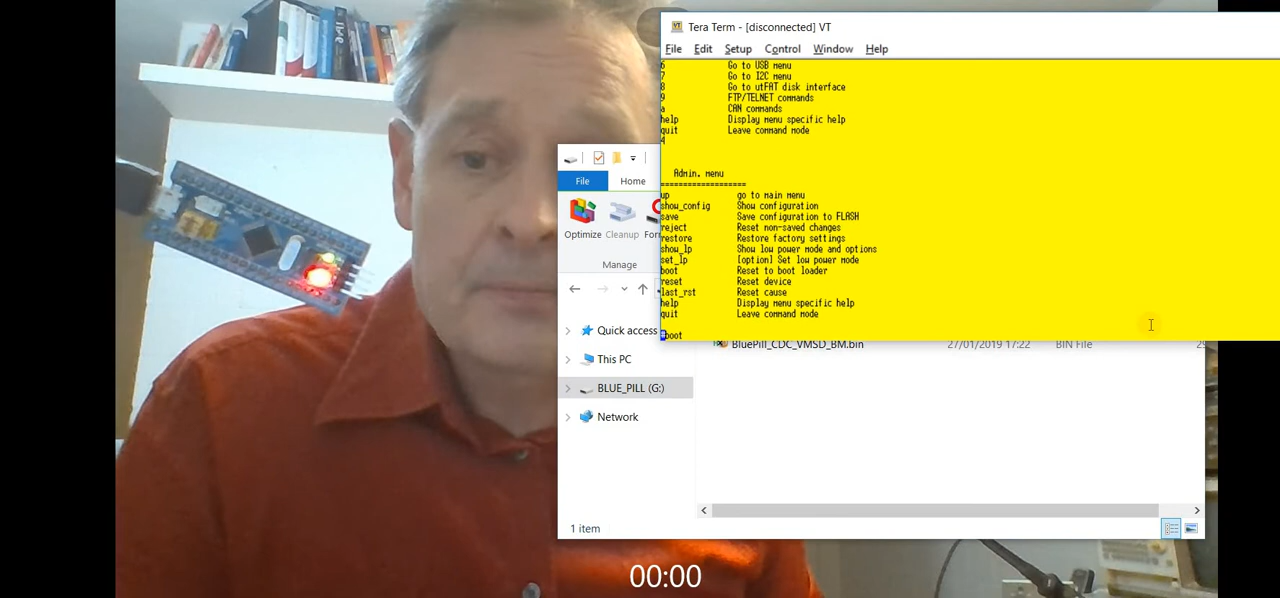 Tera Term - [disconnected] VT
File Edit Setup Control Window Help
6 Go to USB menu
7 Go to I2C menu
8 Go to utFAT disk interface
9 FTP/TELNET commands
a CAN commands
help Display menu specific help
quit Leave command mode
4
Admin. menu
===================
up go to main menu
show_config Show configuration
save Save configuration to FLASH
reject Reset non-saved changes
restore Restore factory settings
show_lp Show low power mode and options
set_lp [option] Set low power mode
boot Reset to boot loader
reset Reset device
last_rst Reset cause
help Display menu specific help
quit Leave command mode
#boot
File Home
Optimize Cleanup For
Manage
Quick access
This PC
BLUE_PILL (G:)
Network
BluePill_CDC_VMSD_BM.bin 27/01/2019 17:22 BIN File
1 item
00:00